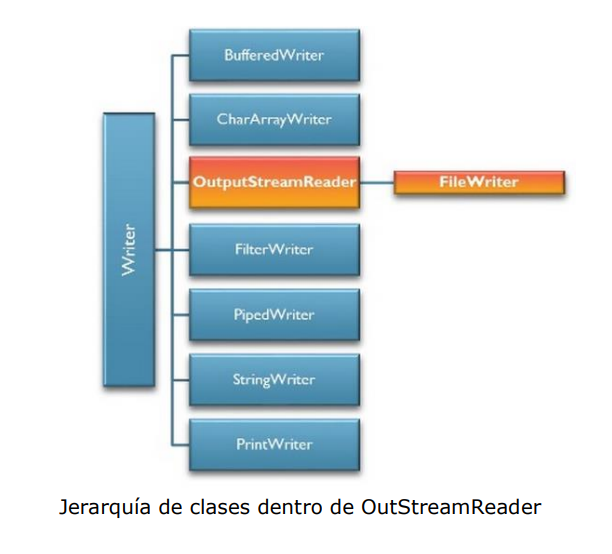 Writer
BufferedWriter
CharArrayWriter
OutputStreamReader
FileWriter
FilterWriter
PipedWriter
StringWriter
PrintWriter
Jerarquía de clases dentro de OutStreamReader